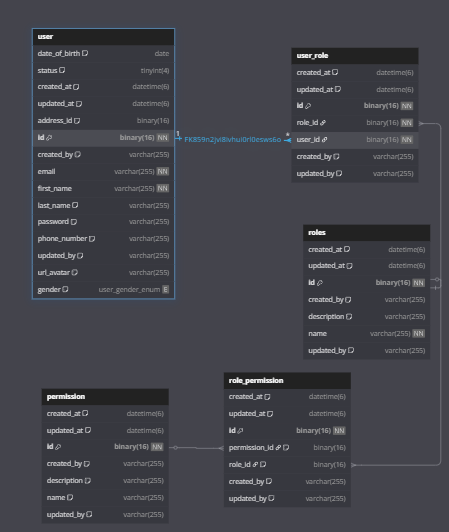 user
date_of_birth date
status tinyint(4)
created_at datetime(6)
updated_at datetime(6)
address_id binary(16)
id binary(16) NN
created_by varchar(255)
email varchar(255) NN
first_name varchar(255) NN
last_name varchar(255)
password varchar(255)
phone_number varchar(255)
updated_by varchar(255)
url_avatar varchar(255)
gender user_gender_enum E
1
*
user_role
created_at datetime(6)
updated_at datetime(6)
id binary(16) NN
role_id binary(16) NN
user_id binary(16) NN
created_by varchar(255)
updated_by varchar(255)
roles
created_at datetime(6)
updated_at datetime(6)
id binary(16) NN
created_by varchar(255)
description varchar(255)
name varchar(255) NN
updated_by varchar(255)
role_permission
created_at datetime(6)
updated_at datetime(6)
id binary(16) NN
permission_id binary(16)
role_id binary(16)
created_by varchar(255)
updated_by varchar(255)
permission
created_at datetime(6)
updated_at datetime(6)
id binary(16) NN
created_by varchar(255)
description varchar(255)
name varchar(255)
updated_by varchar(255)